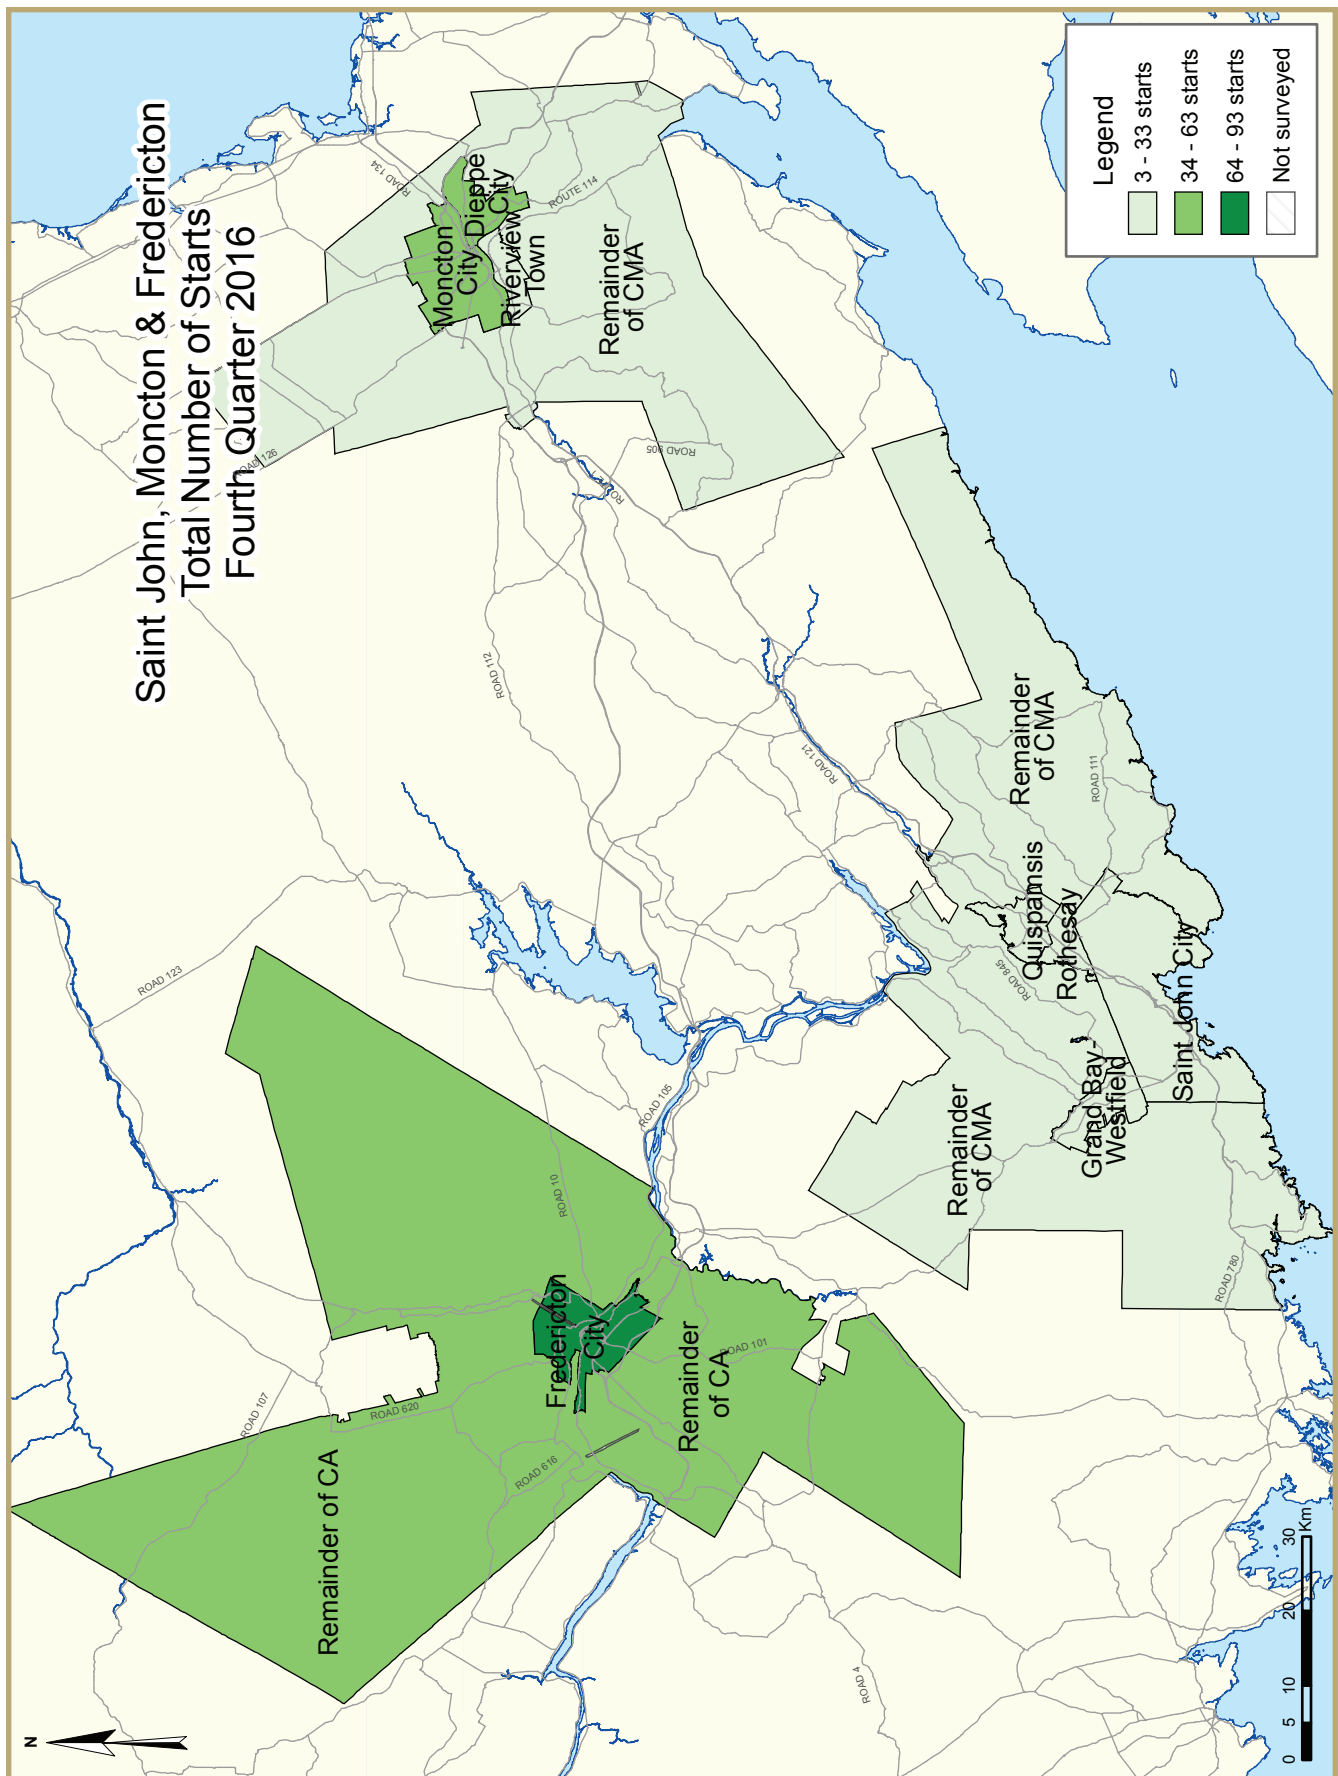 Saint John, Moncton & Fredericton
Total Number of Starts
Fourth Quarter 2016
N
ROAD 134
ROAD 126
Moncton
City
Dieppe
City
Riverview
Town
ROUTE 114
Remainder
of CMA
ROAD 905
ROUTE 1
ROAD 112
ROAD 123
ROAD 107
ROAD 620
Remainder of CA
ROAD 616
ROAD 10
ROAD 105
Fredericton
City
Remainder
of CA
ROAD 101
ROAD 121
Remainder
of CMA
ROAD 111
Quispamsis
Rothesay
ROAD 845
Saint John City
Grand Bay -
Westfield
Remainder
of CMA
ROAD 780
ROAD 4
Legend
3 - 33 starts
34 - 63 starts
64 - 93 starts
Not surveyed
0 5 10 20 30
Km